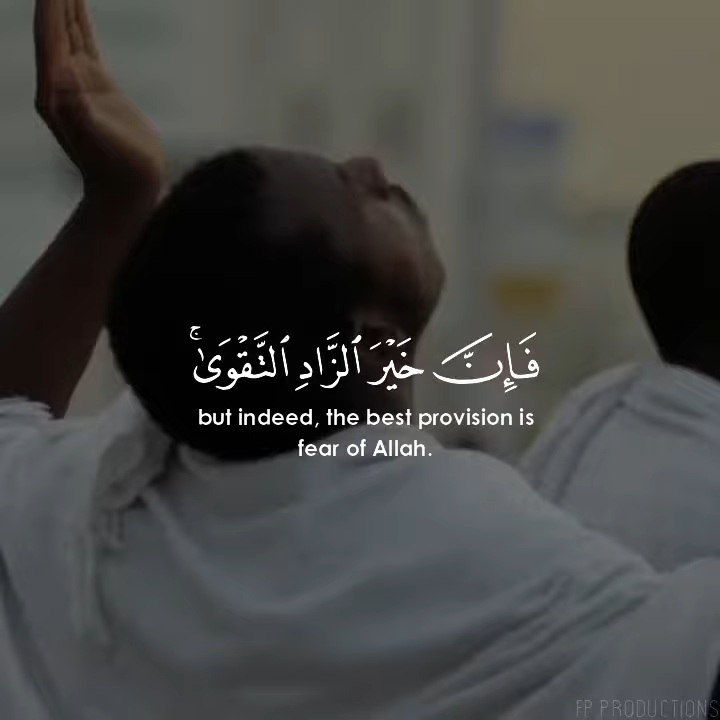 فَإِنَّ خَيْرَ ٱلزَّادِ ٱلتَّقْوَىٰ ۚ
but indeed, the best provision is
fear of Allah.
FP PRODUCTIONS